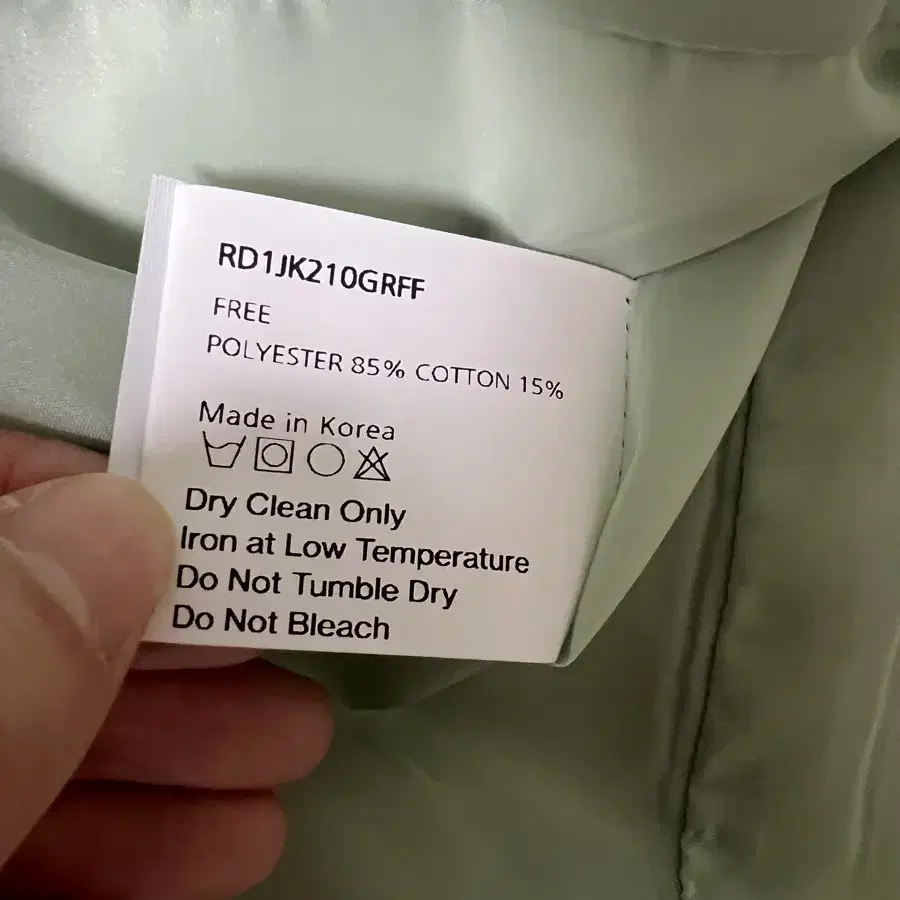 RD1JK210GRFF
FREE
POLYESTER 85% COTTON 15%
Made in Korea
Dry Clean Only
Iron at Low Temperature
Do Not Tumble Dry
Do Not Bleach